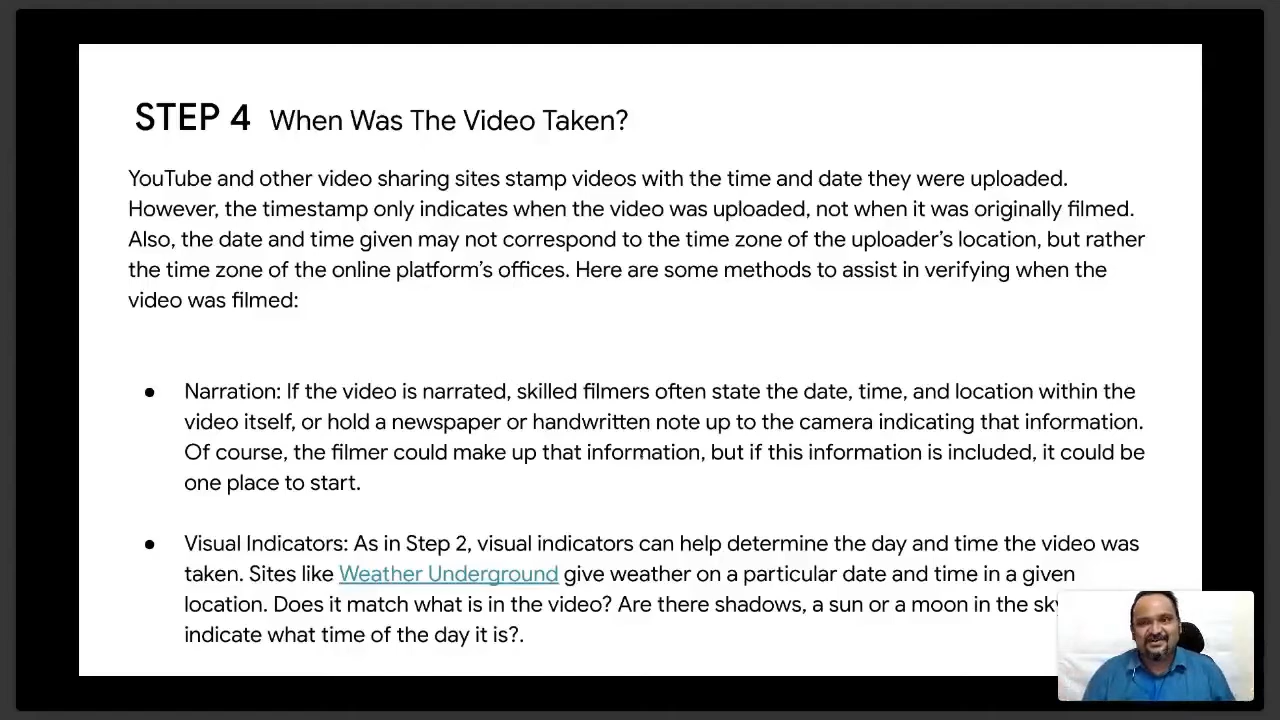 STEP 4 When Was The Video Taken?
YouTube and other video sharing sites stamp videos with the time and date they were uploaded.
However, the timestamp only indicates when the video was uploaded, not when it was originally filmed.
Also, the date and time given may not correspond to the time zone of the uploader’s location, but rather
the time zone of the online platform’s offices. Here are some methods to assist in verifying when the
video was filmed:
● Narration: If the video is narrated, skilled filmers often state the date, time, and location within the
video itself, or hold a newspaper or handwritten note up to the camera indicating that information.
Of course, the filmer could make up that information, but if this information is included, it could be
one place to start.
● Visual Indicators: As in Step 2, visual indicators can help determine the day and time the video was
taken. Sites like Weather Underground give weather on a particular date and time in a given
location. Does it match what is in the video? Are there shadows, a sun or a moon in the sky
indicate what time of the day it is?.